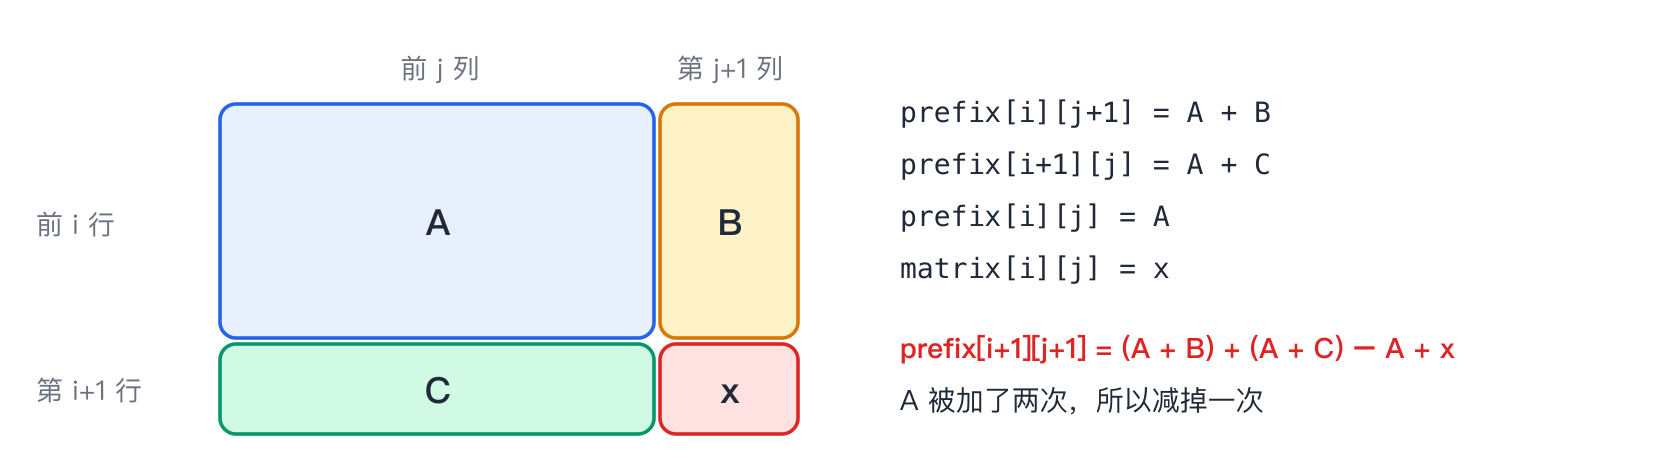 前 j 列
第 j+1 列
前 i 行
A
B
第 i+1 行
C
x
prefix[i][j+1] = A + B
prefix[i+1][j] = A + C
prefix[i][j] = A
matrix[i][j] = x
prefix[i+1][j+1] = (A + B) + (A + C) − A + x
A 被加了两次，所以减掉一次